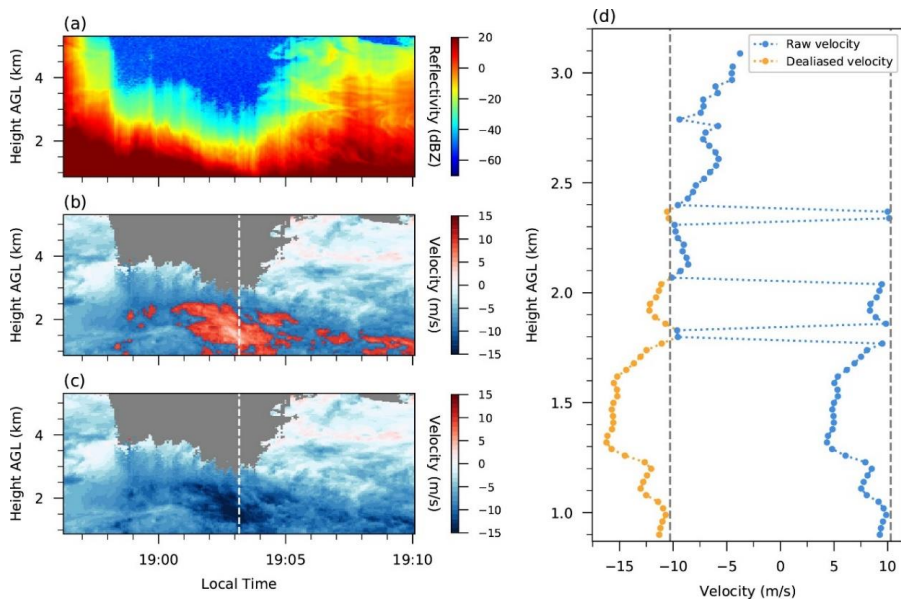 (a)
Height AGL (km)
4
2
20
0
−20
−40
−60
Reflectivity (dBZ)
(b)
Height AGL (km)
4
2
15
10
5
0
−5
−10
−15
Velocity (m/s)
(c)
Height AGL (km)
4
2
15
10
5
0
−5
−10
−15
Velocity (m/s)
19:00
19:05
19:10
Local Time
(d)
Raw velocity
Dealiased velocity
Height AGL (km)
3.0
2.5
2.0
1.5
1.0
−15
−10
−5
0
5
10
Velocity (m/s)